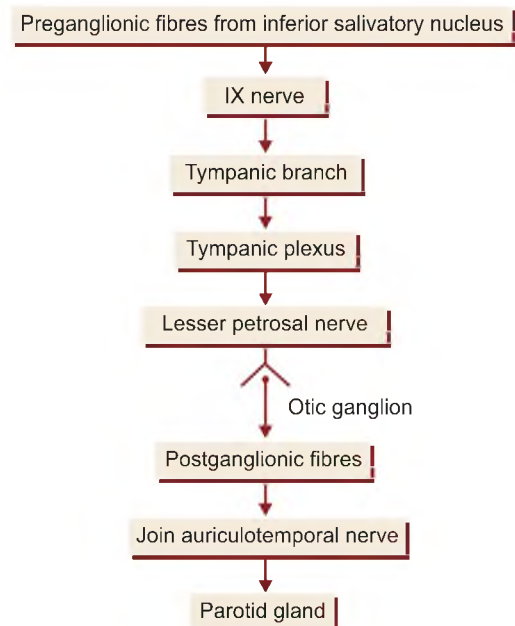 Preganglionic fibres from inferior salivatory nucleus
IX nerve
Tympanic branch
Tympanic plexus
Lesser petrosal nerve
Otic ganglion
Postganglionic fibres
Join auriculotemporal nerve
Parotid gland